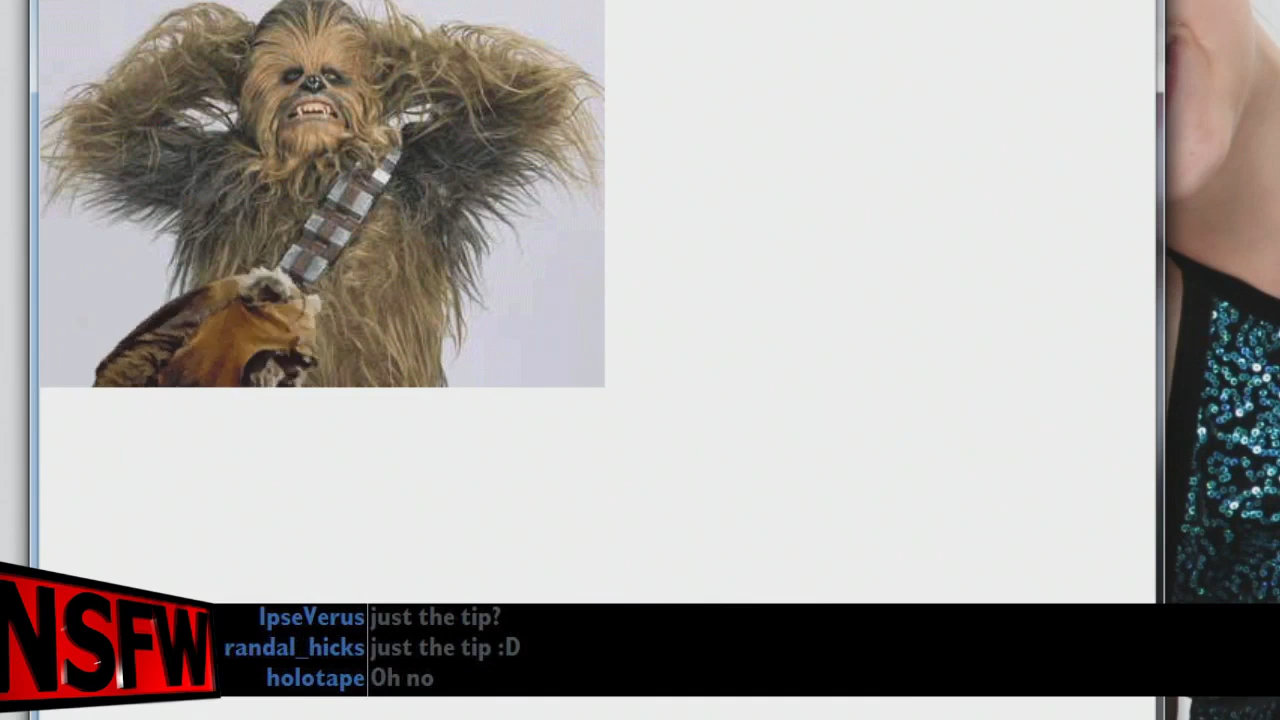 NSFW
IpseVerus just the tip?
randal_hicks just the tip :D
holotape Oh no